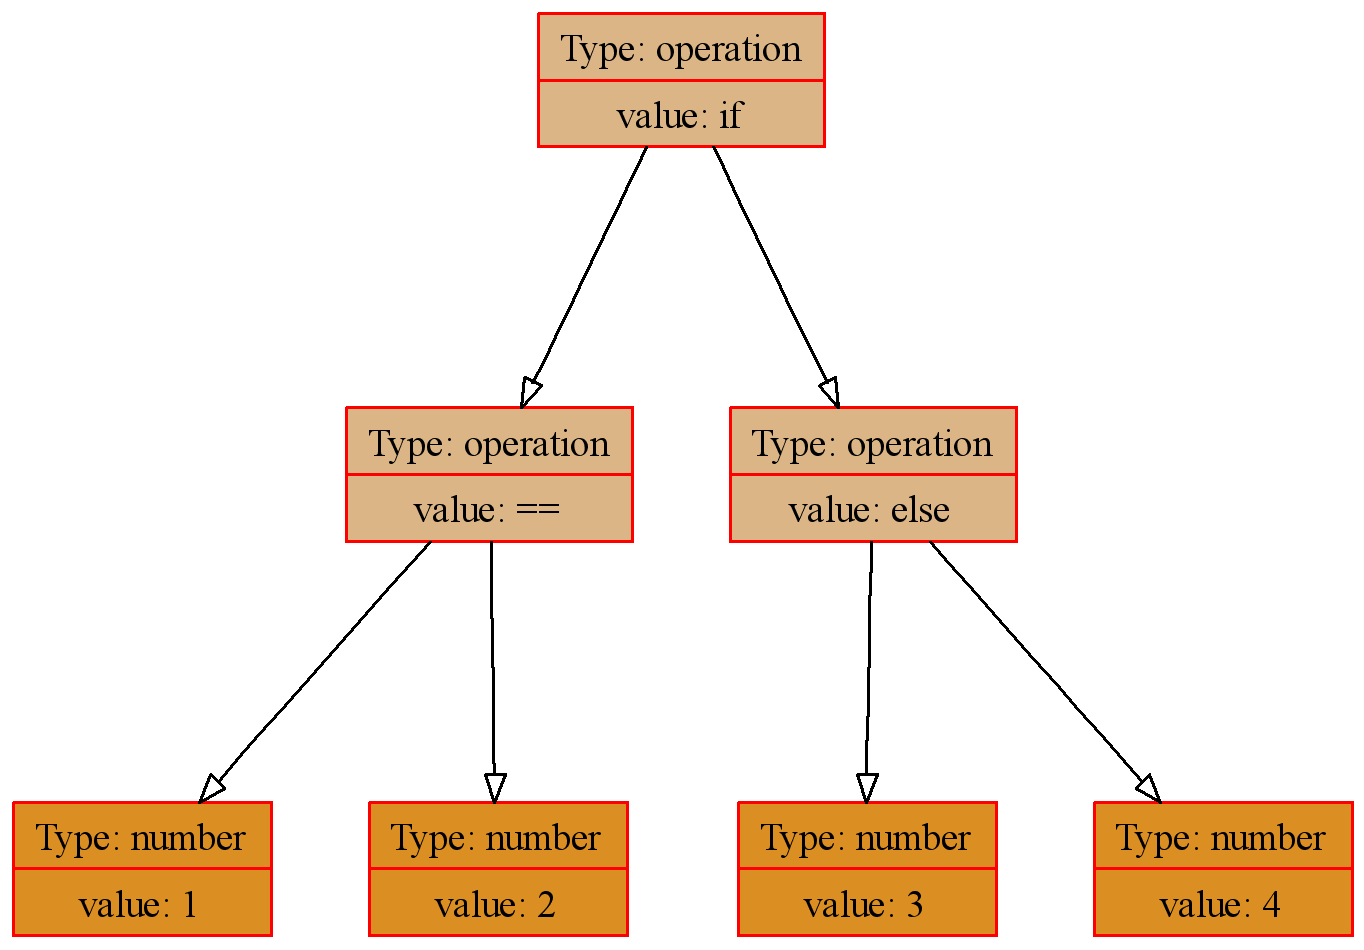 Type: operation
value: if
Type: operation
value: ==
Type: operation
value: else
Type: number
value: 1
Type: number
value: 2
Type: number
value: 3
Type: number
value: 4